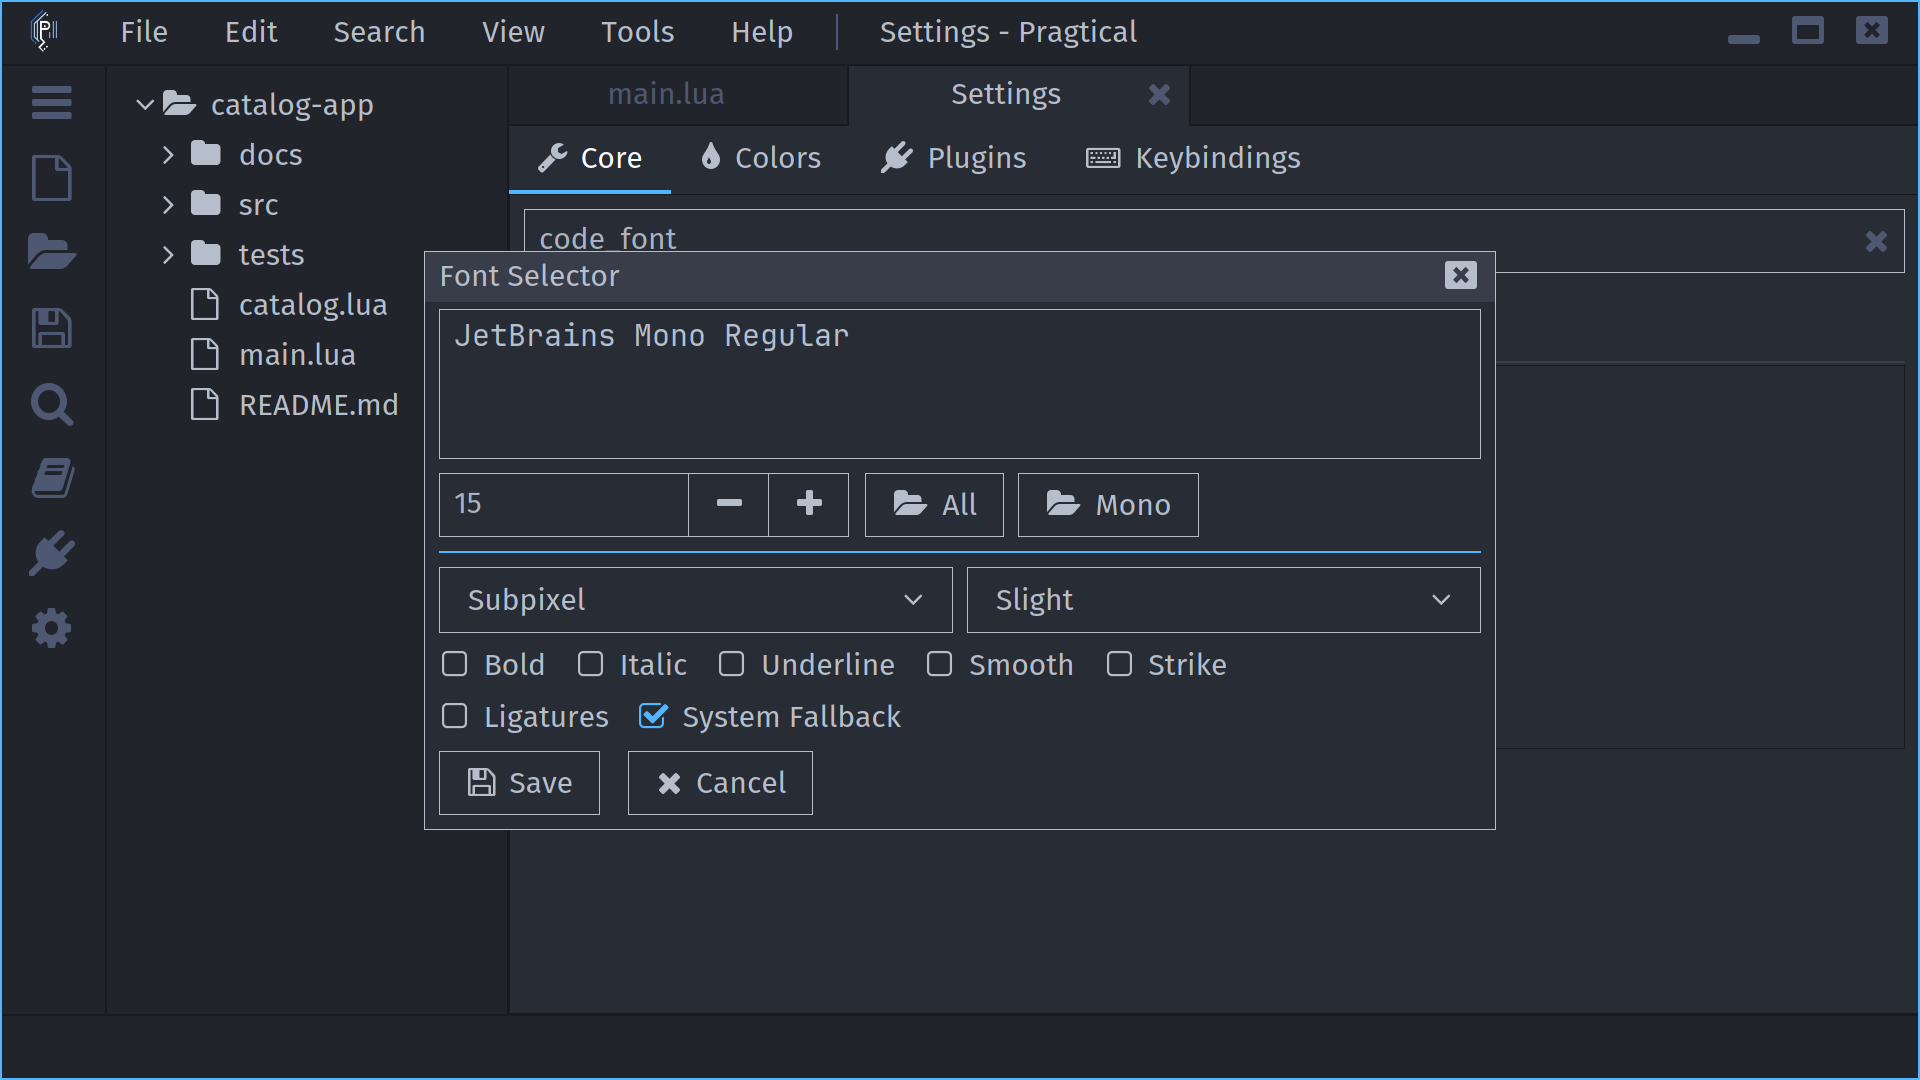 File Edit Search View Tools Help Settings - Pragtical
catalog-app
docs
src
tests
catalog.lua
main.lua
README.md
main.lua Settings
Core Colors Plugins Keybindings
code_font
Font Selector
JetBrains Mono Regular
15 All Mono
Subpixel Slight
Bold Italic Underline Smooth Strike
Ligatures System Fallback
Save Cancel